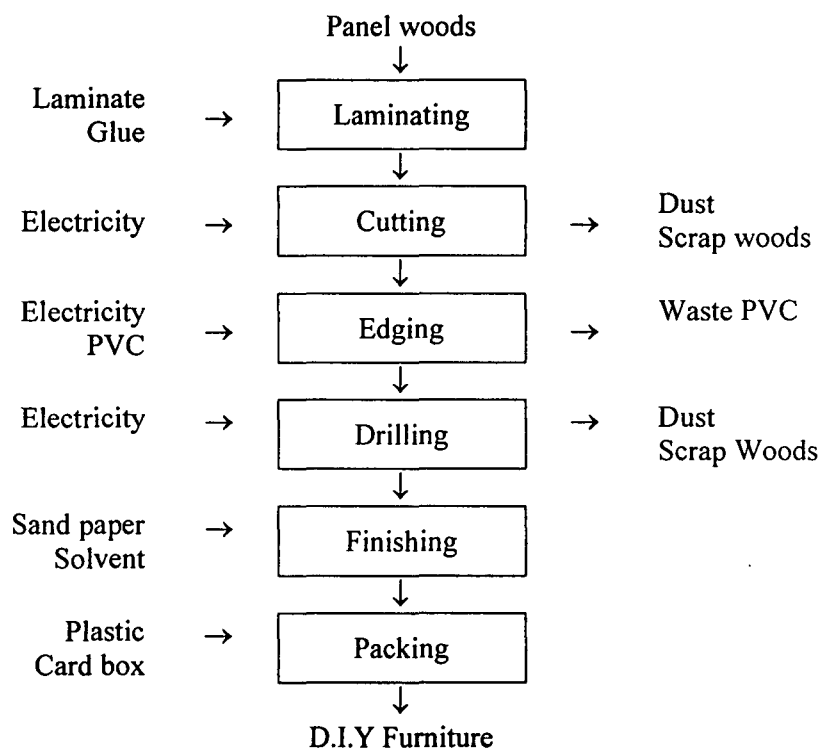 Panel woods
Laminate
Glue
→
Laminating
Electricity
→
Cutting
→
Dust
Scrap woods
Electricity
PVC
→
Edging
→
Waste PVC
Electricity
→
Drilling
→
Dust
Scrap Woods
Sand paper
Solvent
→
Finishing
Plastic
Card box
→
Packing
D.I.Y Furniture